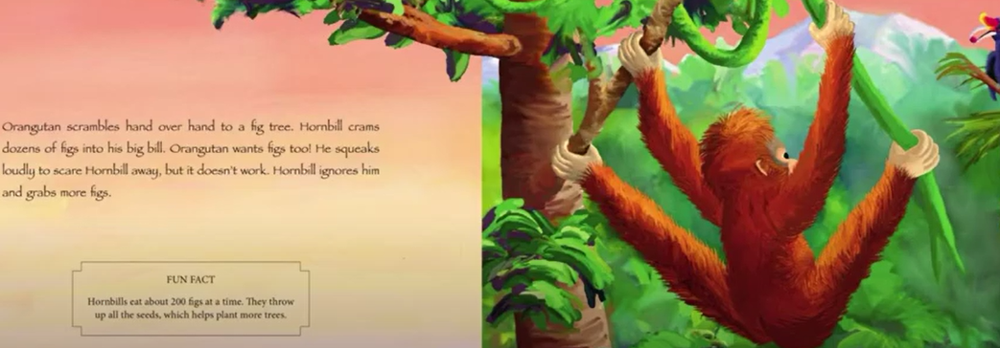 Orangutan scrambles hand over hand to a fig tree. Hornbill crams
dozens of figs into his big bill. Orangutan wants figs too! He squeaks
loudly to scare Hornbill away, but it doesn't work. Hornbill ignores him
and grabs more figs.
FUN FACT
Hornbills eat about 200 figs at a time. They throw
up all the seeds, which helps plant more trees.